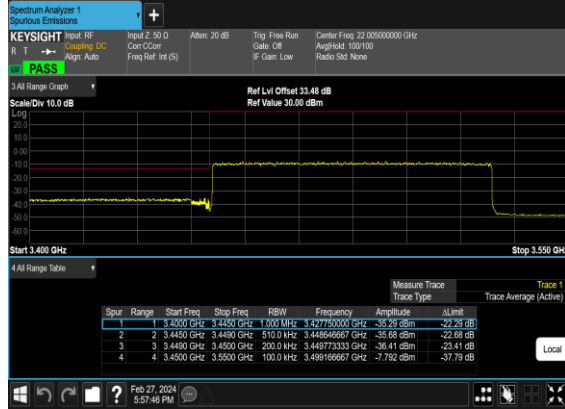 Spectrum Analyzer 1
Spurious Emissions
KEYSIGHT Input: RF Input Z: 50 Ω Atten: 20 dB Trig: Free Run Center Freq: 22.005000000 GHz
R T Coupling: DC Corr CCorr Gate: Off Avg|Hold: 100/100
Align: Auto Freq Ref: Int (S) IF Gain: Low Radio Std: None
PASS
3 All Range Graph
Ref Lvl Offset 33.48 dB
Scale/Div 10.0 dB Ref Value 30.00 dBm
Log
20.0
10.0
0.00
-10.0
-20.0
-30.0
-40.0
-50.0
-60.0
Start 3.400 GHz Stop 3.550 GH
4 All Range Table
Measure Trace Trace 1
Trace Type Trace Average (Active)
Spur Range Start Freq Stop Freq RBW Frequency Amplitude ΔLimit
1 1 3.4000 GHz 3.4450 GHz 1.000 MHz 3.427750000 GHz -35.29 dBm -22.29 dB
2 2 3.4450 GHz 3.4490 GHz 510.0 kHz 3.448646667 GHz -35.68 dBm -22.68 dB
3 3 3.4490 GHz 3.4500 GHz 200.0 kHz 3.449773333 GHz -36.41 dBm -23.41 dB
4 4 3.4500 GHz 3.5500 GHz 100.0 kHz 3.499166667 GHz -7.792 dBm -37.79 dB
Local
Feb 27, 2024
5:57:46 PM